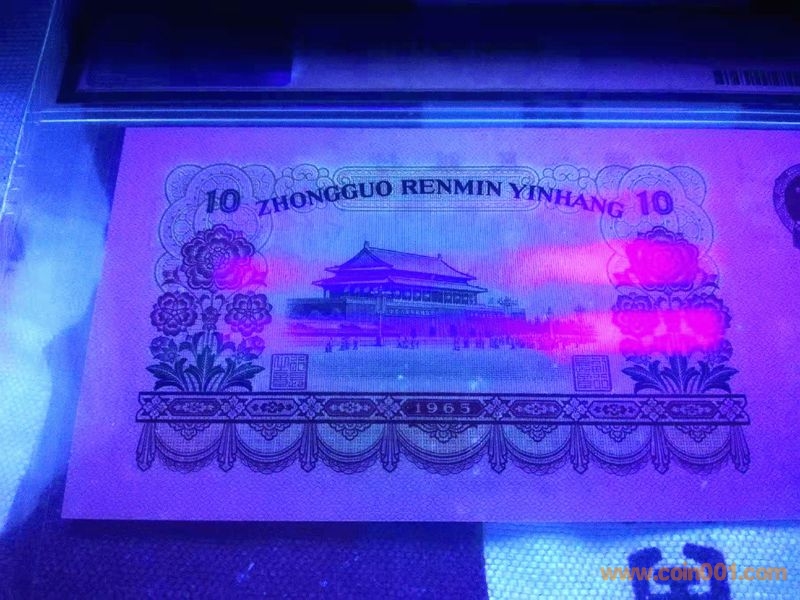 10 ZHONGGUO RENMIN YINHANG 10
1965
www.coin001.com